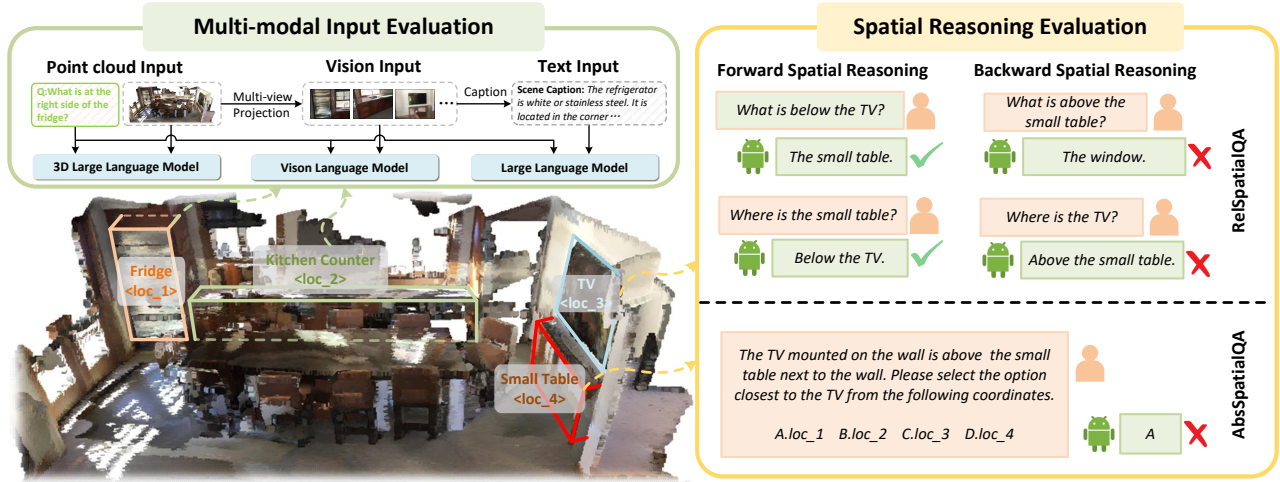 Multi-modal Input Evaluation
Point cloud Input
Vision Input
Text Input
Q:What is at the
right side of the
fridge?
Multi-view
Projection
Caption
Scene Caption: The refrigerator
is white or stainless steel. It is
located in the corner ···
3D Large Language Model
Vison Language Model
Large Language Model
Fridge
<loc_1>
Kitchen Counter
<loc_2>
TV
<loc_3>
Small Table
<loc_4>
Spatial Reasoning Evaluation
Forward Spatial Reasoning
Backward Spatial Reasoning
What is below the TV?
The small table.
What is above the
small table?
The window.
Where is the small table?
Below the TV.
Where is the TV?
Above the small table.
RelSpatialQA
The TV mounted on the wall is above the small
table next to the wall. Please select the option
closest to the TV from the following coordinates.
A.loc_1 B.loc_2 C.loc_3 D.loc_4
A
AbsSpatialQA